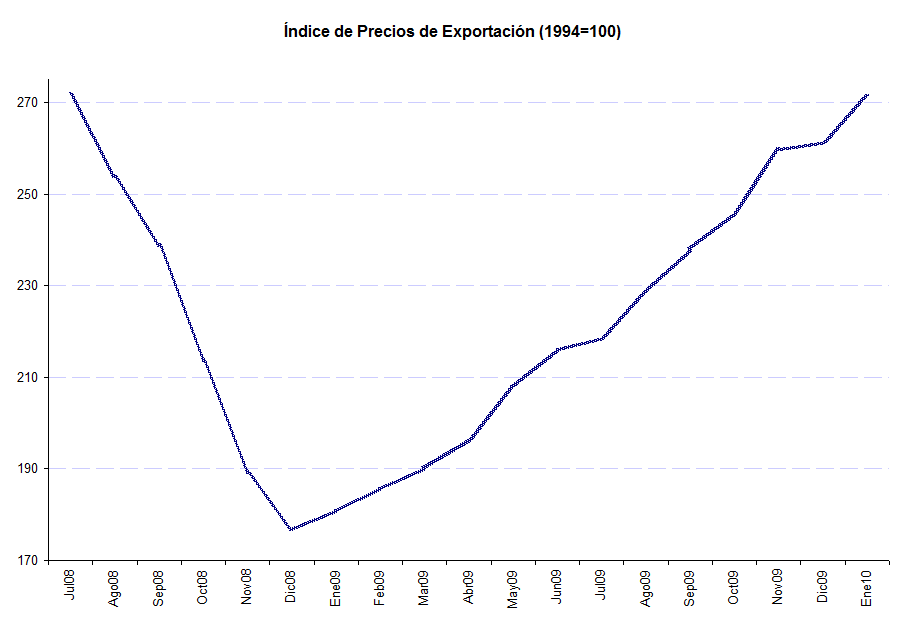 Índice de Precios de Exportación (1994=100)
270
250
230
210
190
170
Jul08
Ago08
Sep08
Oct08
Nov08
Dic08
Ene09
Feb09
Mar09
Abr09
May09
Jun09
Jul09
Ago09
Sep09
Oct09
Nov09
Dic09
Ene10